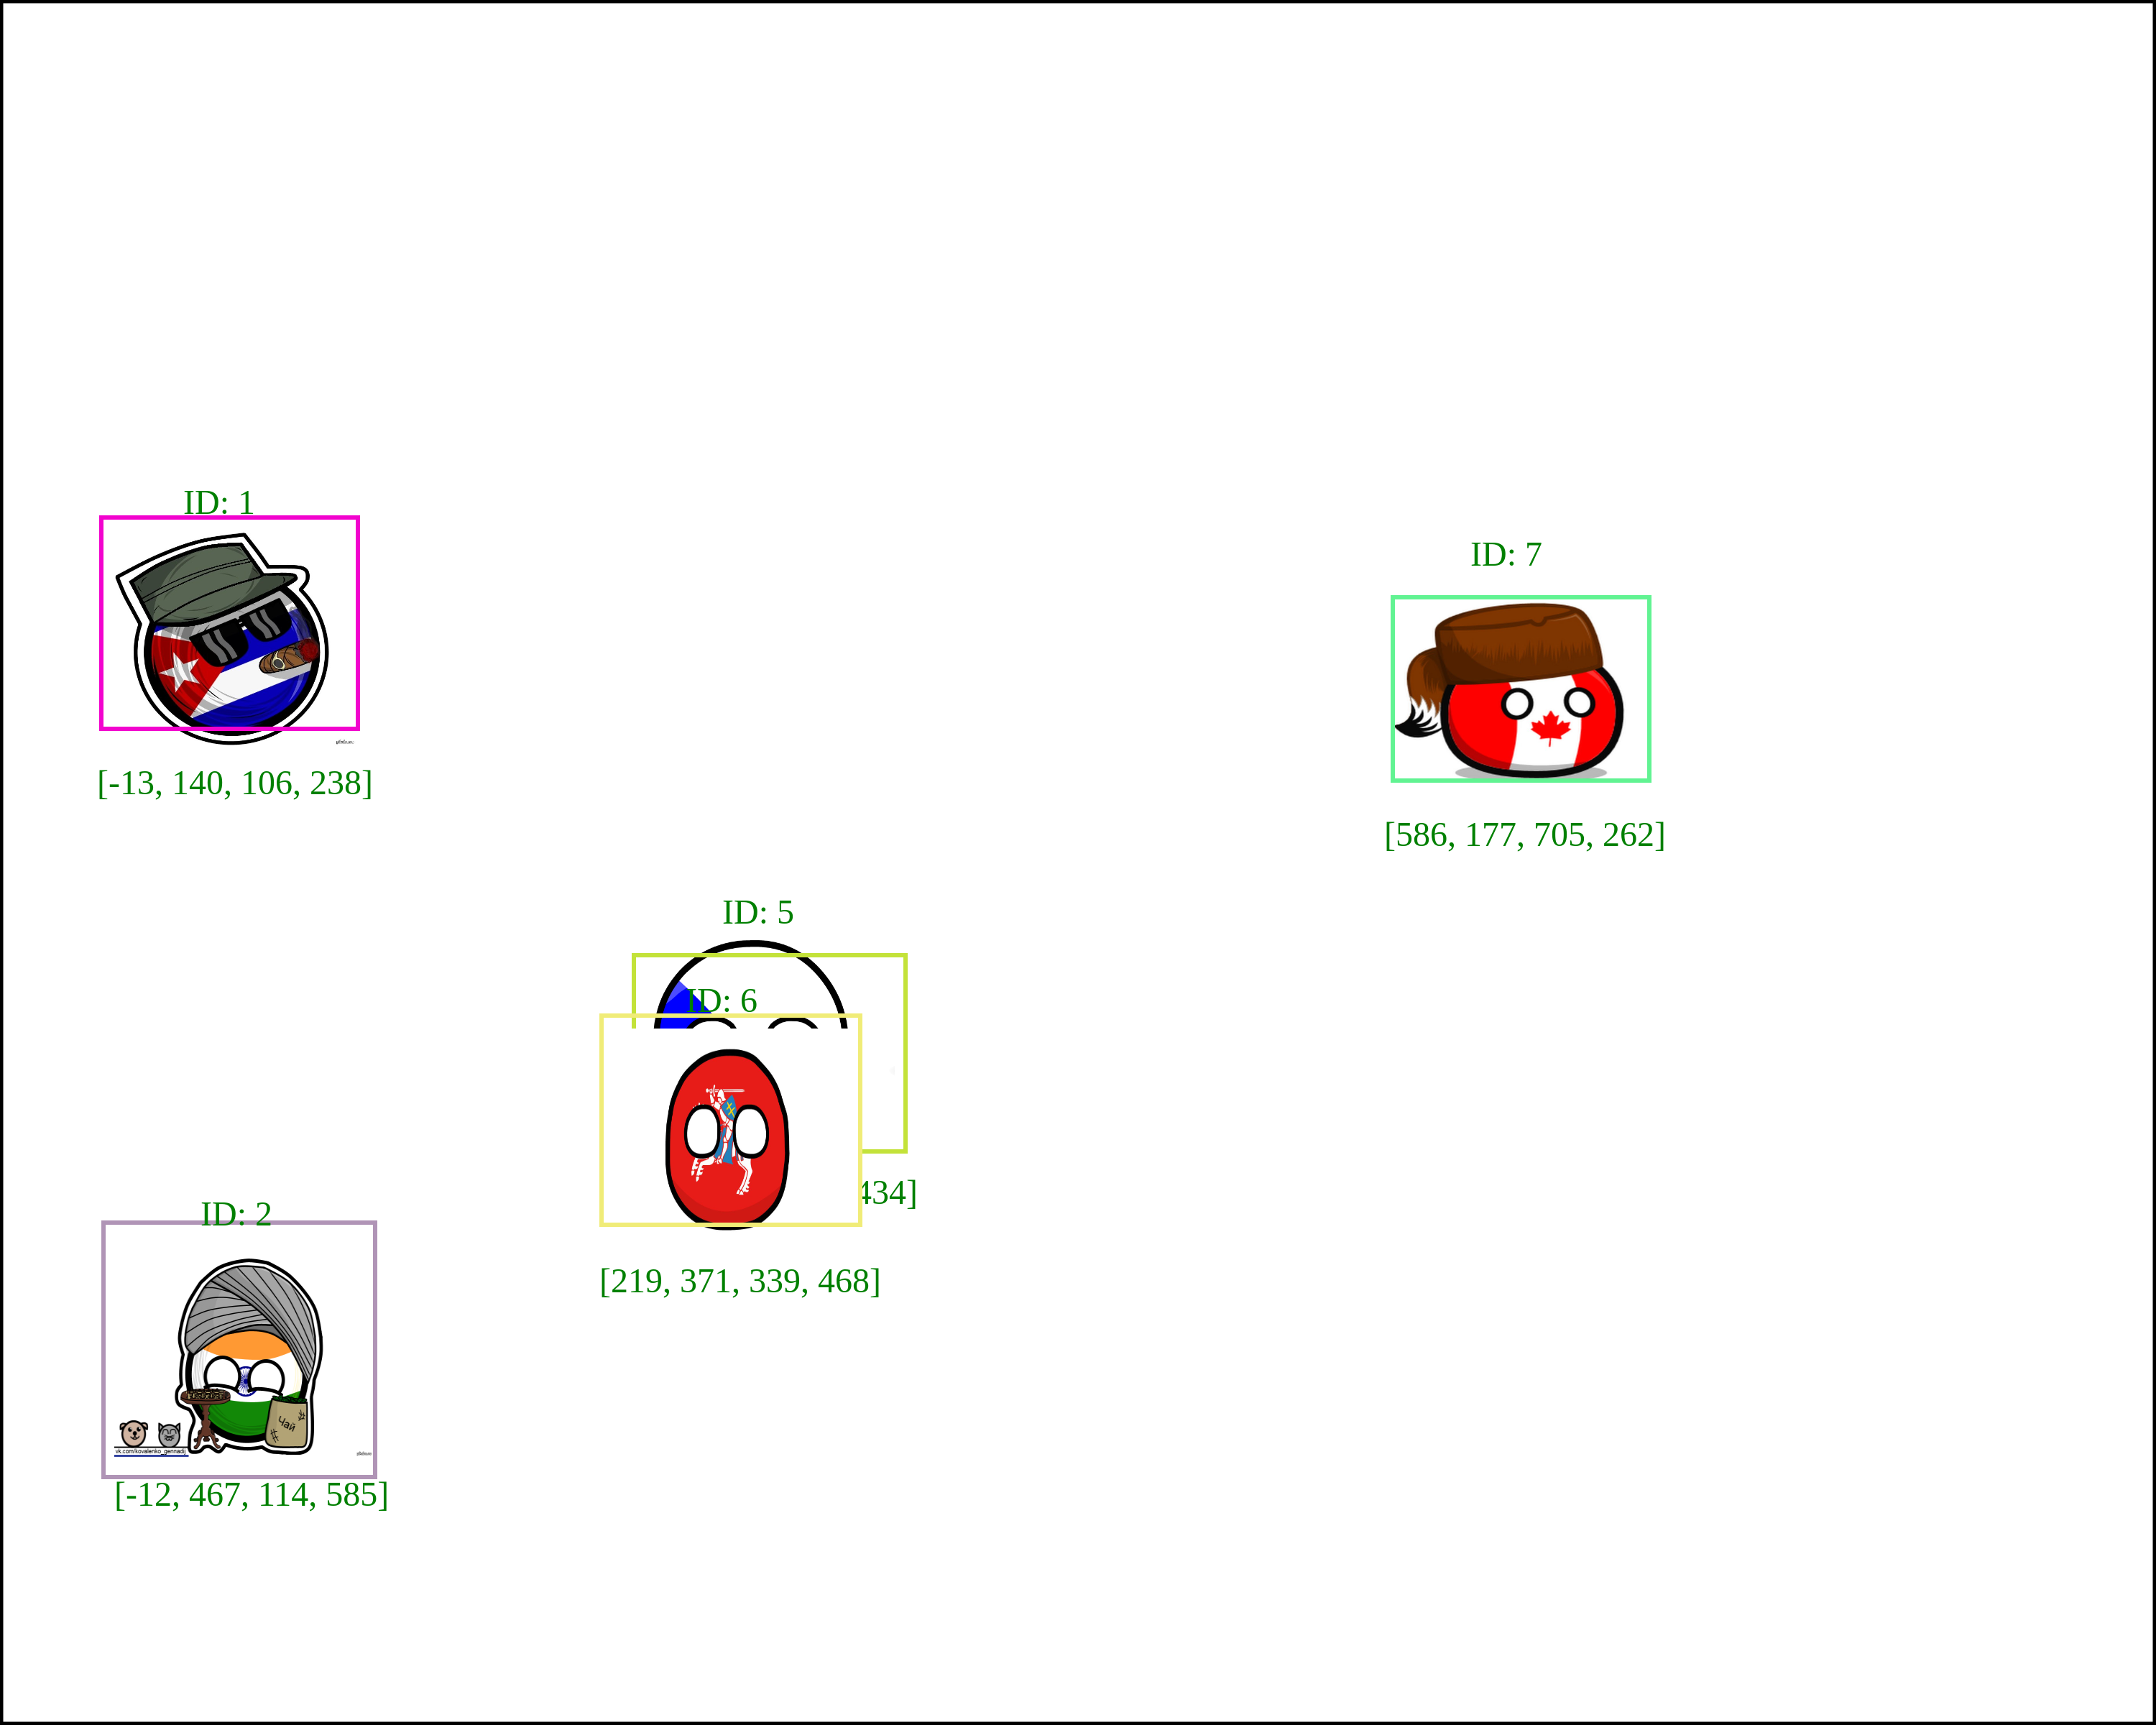 ID: 1
[-13, 140, 106, 238]
ID: 7
[586, 177, 705, 262]
ID: 5
ID: 6
434]
[219, 371, 339, 468]
ID: 2
Чай
vk.com/kovalenko_gennadij
[-12, 467, 114, 585]